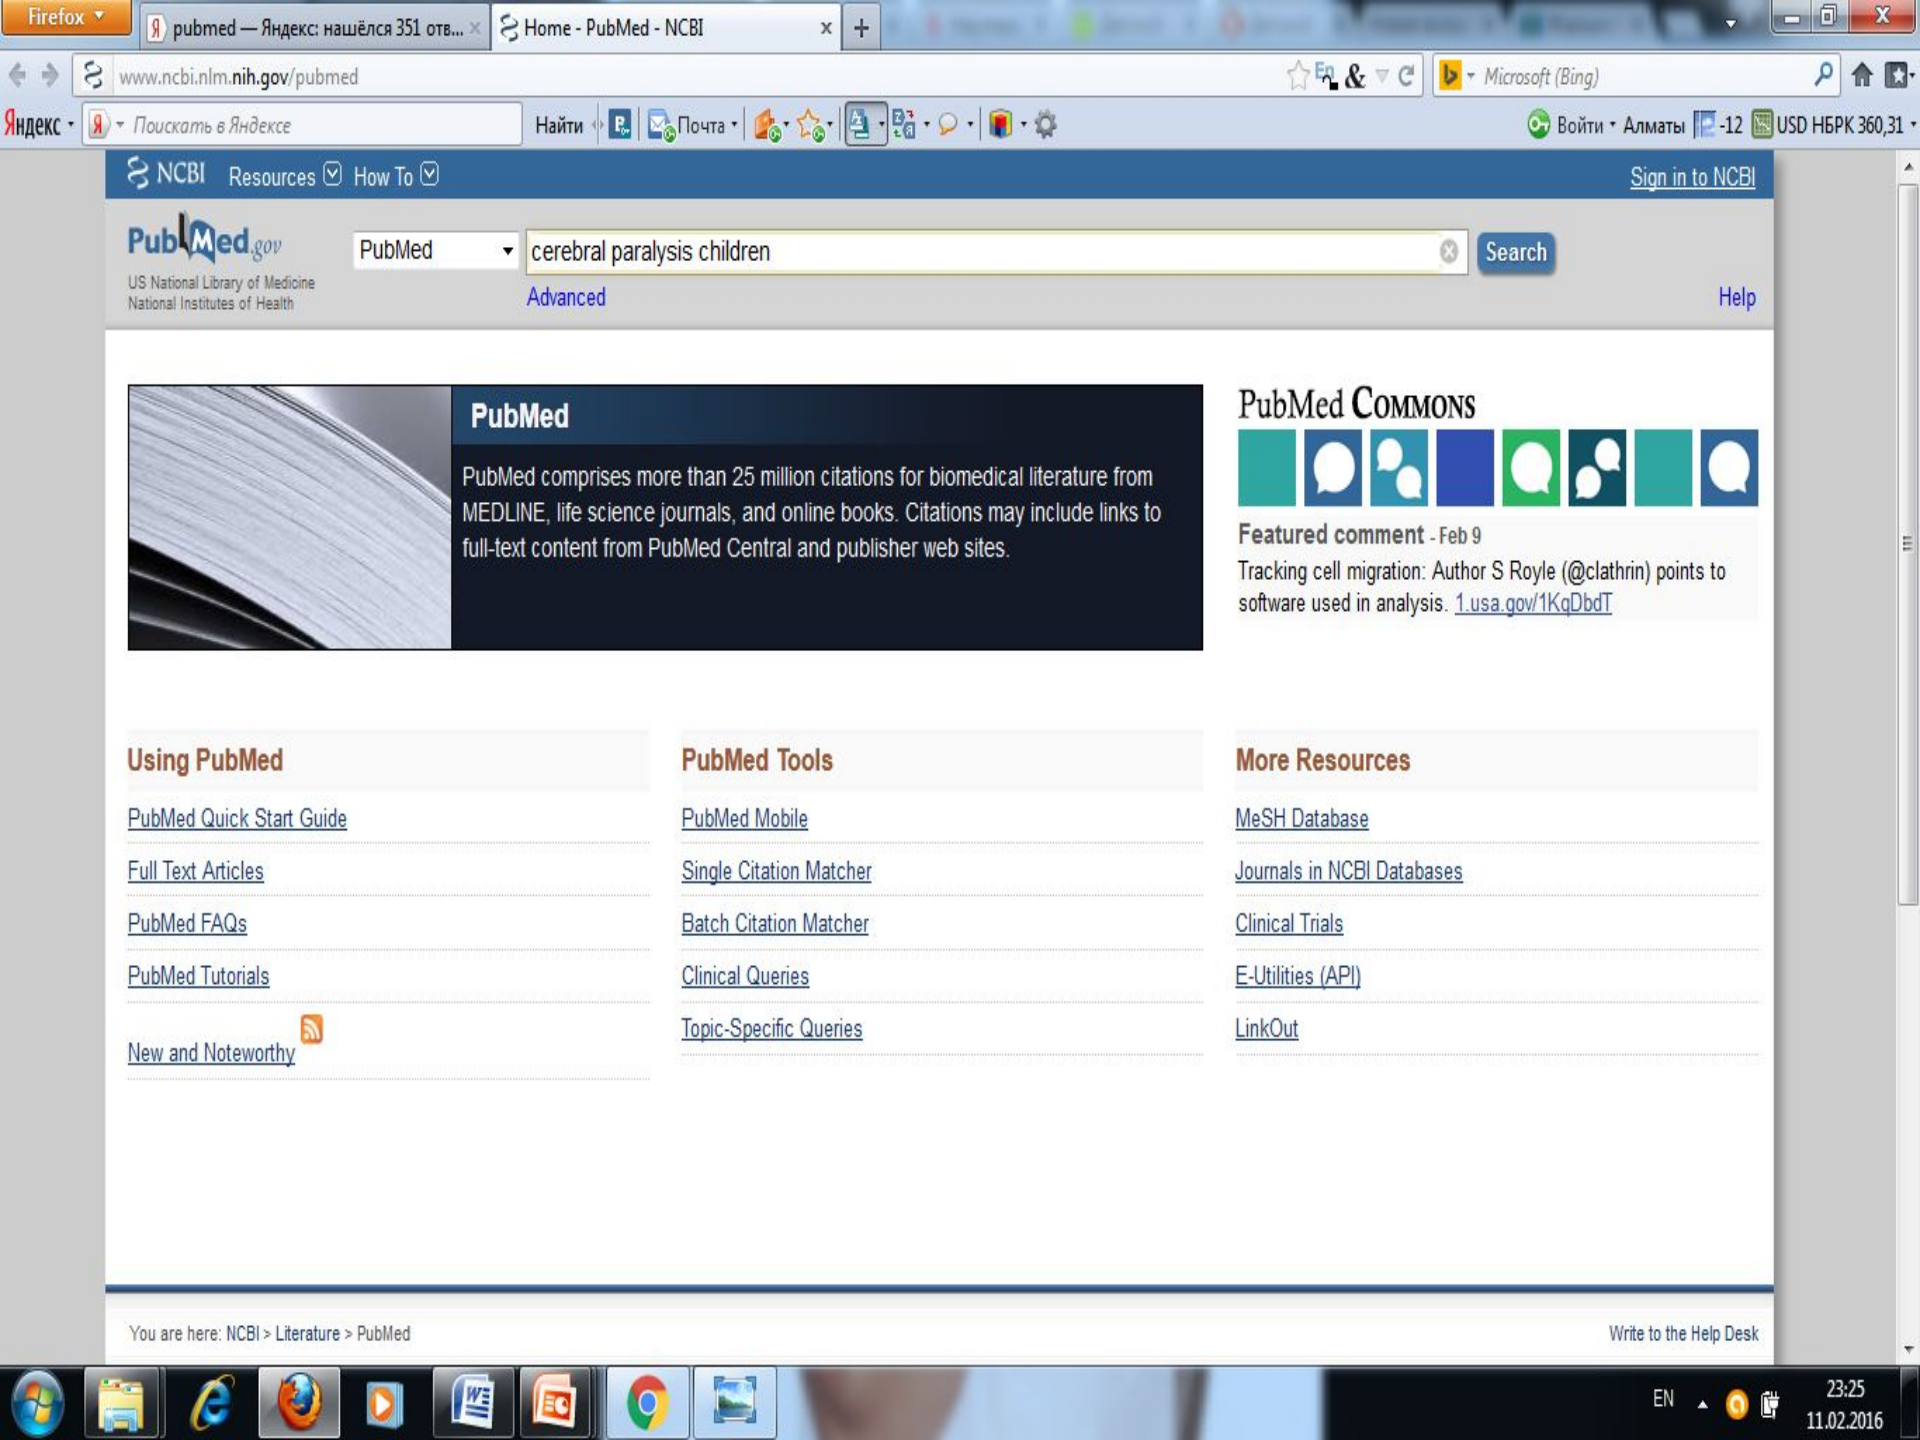 Firefox
pubmed — Яндекс: нашёлся 351 отв...
Home - PubMed - NCBI
www.ncbi.nlm.nih.gov/pubmed
Microsoft (Bing)
Яндекс
Поискать в Яндексе
Найти
Почта
Войти
Алматы
-12
USD НБРК 360,31
NCBI Resources How To
Sign in to NCBI
PubMed.gov
US National Library of Medicine
National Institutes of Health
PubMed
cerebral paralysis children
Search
Advanced
Help
PubMed
PubMed comprises more than 25 million citations for biomedical literature from
MEDLINE, life science journals, and online books. Citations may include links to
full-text content from PubMed Central and publisher web sites.
PubMed COMMONS
Featured comment - Feb 9
Tracking cell migration: Author S Royle (@clathrin) points to
software used in analysis. 1.usa.gov/1KqDbdT
Using PubMed
PubMed Quick Start Guide
Full Text Articles
PubMed FAQs
PubMed Tutorials
New and Noteworthy
PubMed Tools
PubMed Mobile
Single Citation Matcher
Batch Citation Matcher
Clinical Queries
Topic-Specific Queries
More Resources
MeSH Database
Journals in NCBI Databases
Clinical Trials
E-Utilities (API)
LinkOut
You are here: NCBI > Literature > PubMed
Write to the Help Desk
EN
23:25
11.02.2016